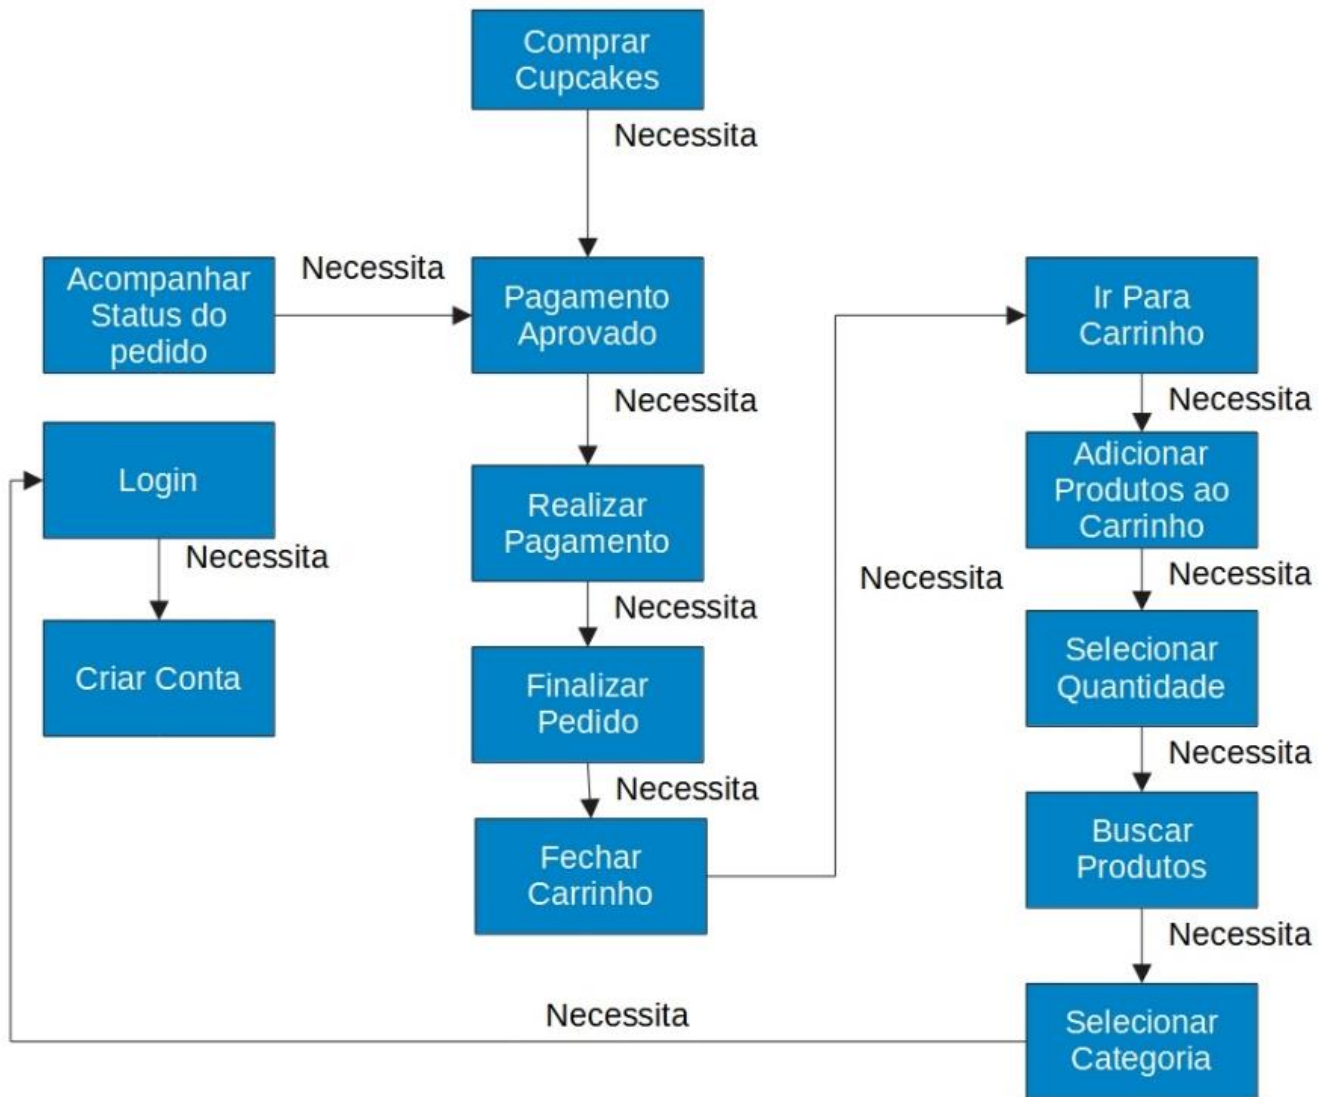 Comprar
Cupcakes
Necessita
Acompanhar
Status do
pedido
Necessita
Pagamento
Aprovado
Necessita
Realizar
Pagamento
Necessita
Finalizar
Pedido
Necessita
Fechar
Carrinho
Necessita
Ir Para
Carrinho
Necessita
Adicionar
Produtos ao
Carrinho
Necessita
Selecionar
Quantidade
Necessita
Buscar
Produtos
Necessita
Selecionar
Categoria
Necessita
Login
Necessita
Criar Conta